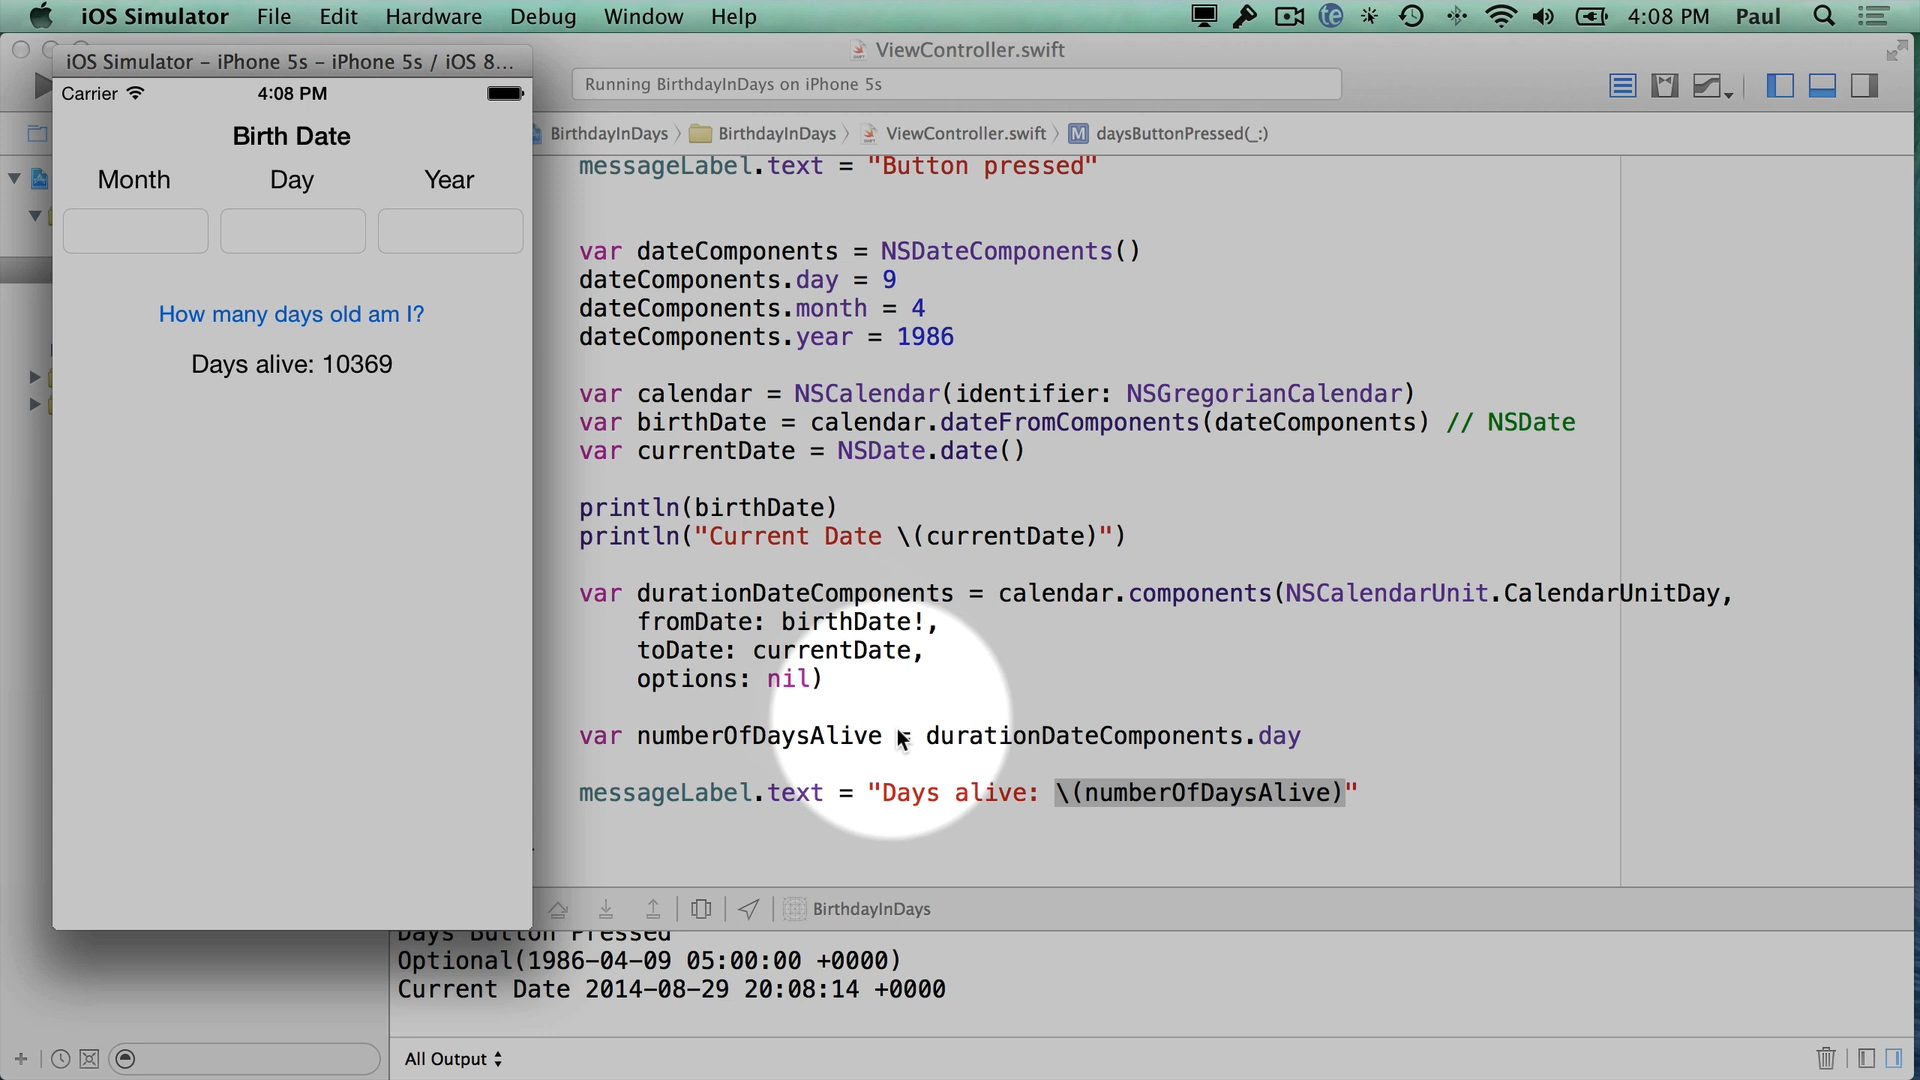 iOS Simulator File Edit Hardware Debug Window Help 4:08 PM Paul
ViewController.swift
iOS Simulator – iPhone 5s – iPhone 5s / iOS 8...
Running BirthdayInDays on iPhone 5s
Carrier 4:08 PM
BirthdayInDays BirthdayInDays ViewController.swift M daysButtonPressed(_:)
Birth Date
Month Day Year
How many days old am I?
Days alive: 10369
messageLabel.text = "Button pressed"
var dateComponents = NSDateComponents()
dateComponents.day = 9
dateComponents.month = 4
dateComponents.year = 1986
var calendar = NSCalendar(identifier: NSGregorianCalendar)
var birthDate = calendar.dateFromComponents(dateComponents) // NSDate
var currentDate = NSDate.date()
println(birthDate)
println("Current Date \(currentDate)")
var durationDateComponents = calendar.components(NSCalendarUnit.CalendarUnitDay,
fromDate: birthDate!,
toDate: currentDate,
options: nil)
var numberOfDaysAlive = durationDateComponents.day
messageLabel.text = "Days alive: \(numberOfDaysAlive)"
BirthdayInDays
Days Button Pressed
Optional(1986-04-09 05:00:00 +0000)
Current Date 2014-08-29 20:08:14 +0000
All Output